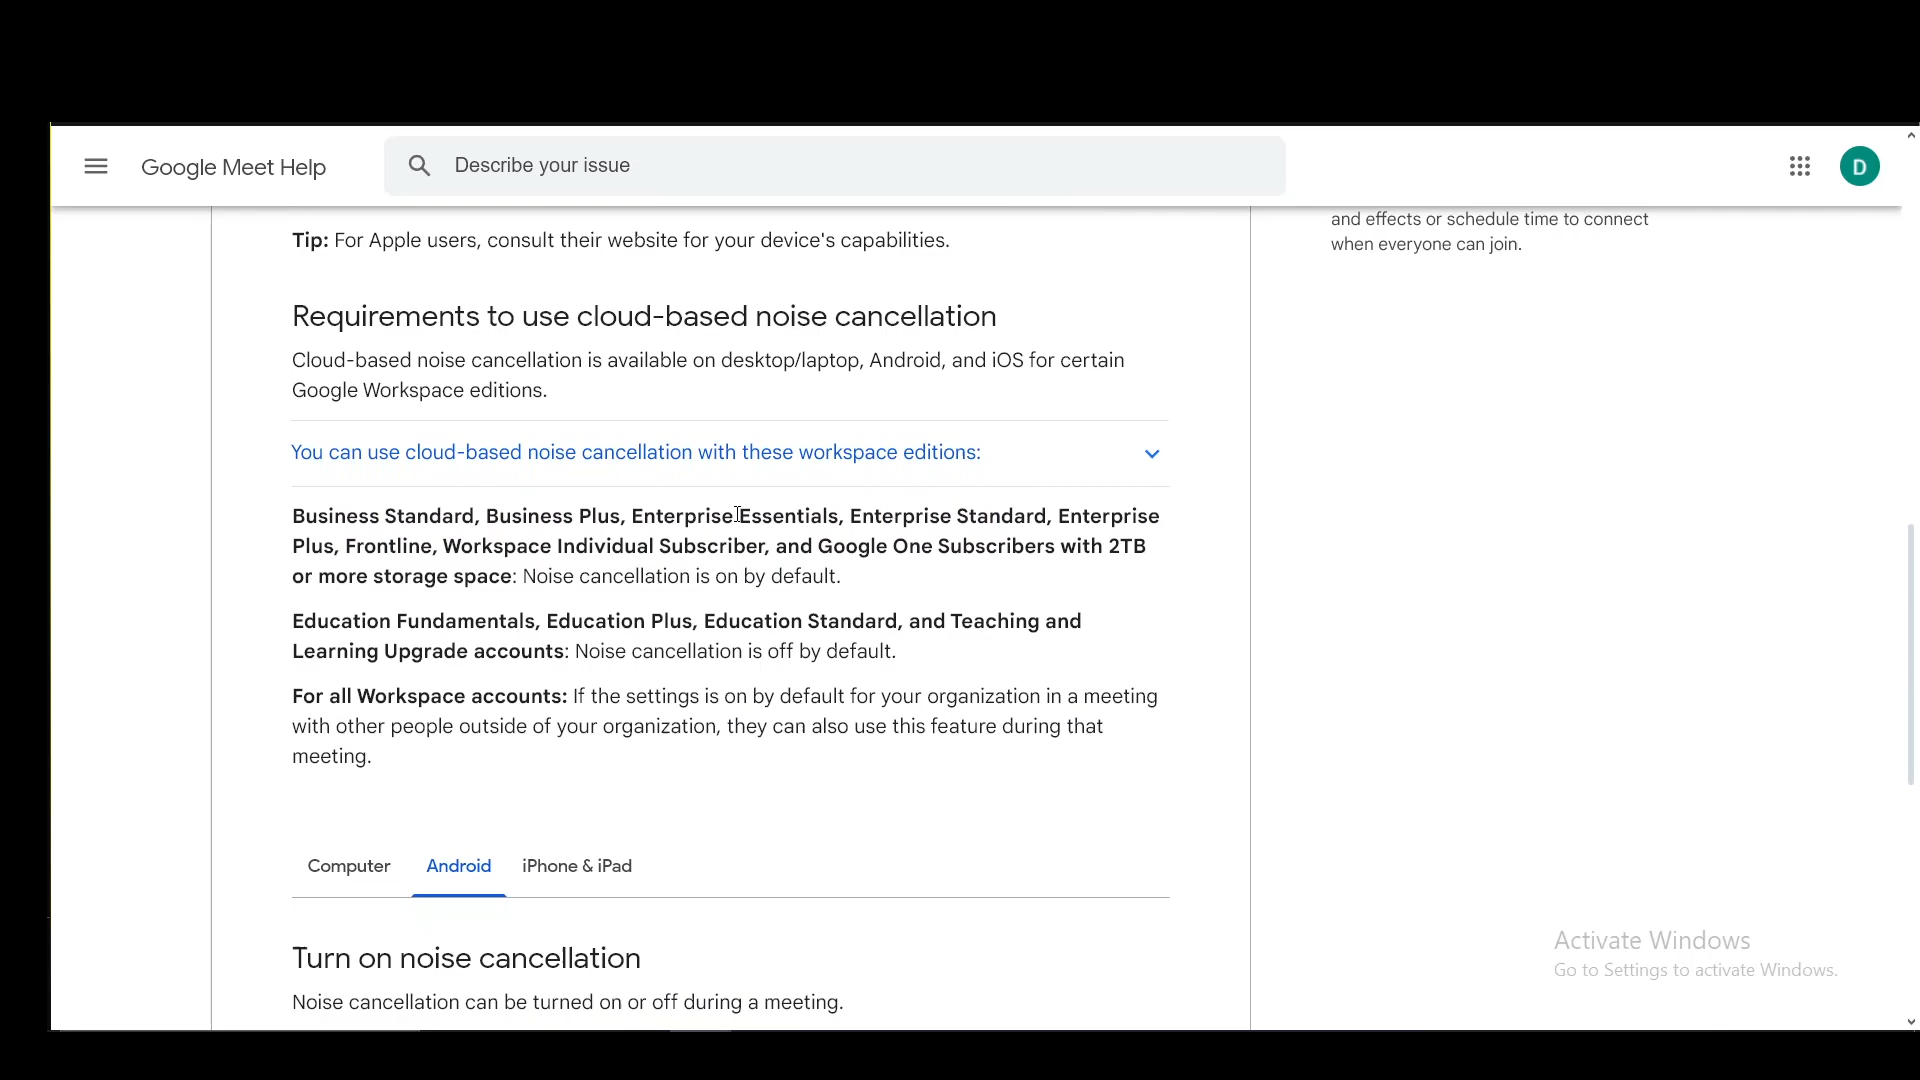 Google Meet Help
Describe your issue
D
and effects or schedule time to connect
when everyone can join.
Tip: For Apple users, consult their website for your device's capabilities.
Requirements to use cloud-based noise cancellation
Cloud-based noise cancellation is available on desktop/laptop, Android, and iOS for certain
Google Workspace editions.
You can use cloud-based noise cancellation with these workspace editions:
Business Standard, Business Plus, Enterprise Essentials, Enterprise Standard, Enterprise
Plus, Frontline, Workspace Individual Subscriber, and Google One Subscribers with 2TB
or more storage space: Noise cancellation is on by default.
Education Fundamentals, Education Plus, Education Standard, and Teaching and
Learning Upgrade accounts: Noise cancellation is off by default.
For all Workspace accounts: If the settings is on by default for your organization in a meeting
with other people outside of your organization, they can also use this feature during that
meeting.
Computer Android iPhone & iPad
Turn on noise cancellation
Noise cancellation can be turned on or off during a meeting.
Activate Windows
Go to Settings to activate Windows.